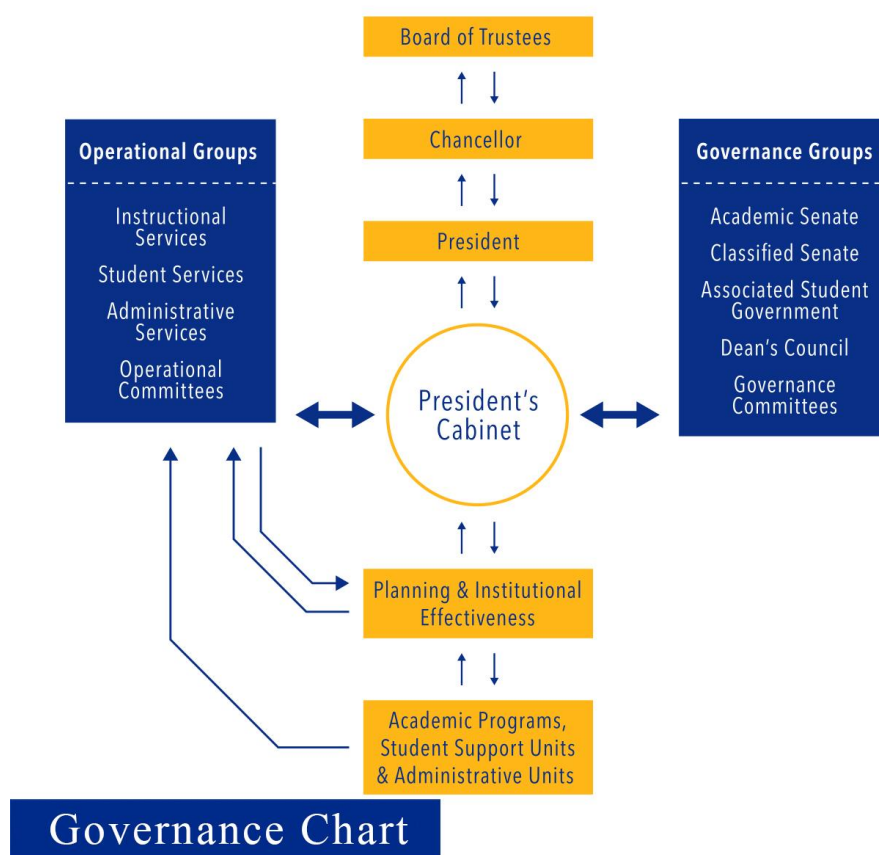 Board of Trustees
Chancellor
President
Operational Groups
Instructional
Services
Student Services
Administrative
Services
Operational
Committees
President's
Cabinet
Governance Groups
Academic Senate
Classified Senate
Associated Student
Government
Dean's Council
Governance
Committees
Planning & Institutional
Effectiveness
Academic Programs,
Student Support Units
& Administrative Units
Governance Chart